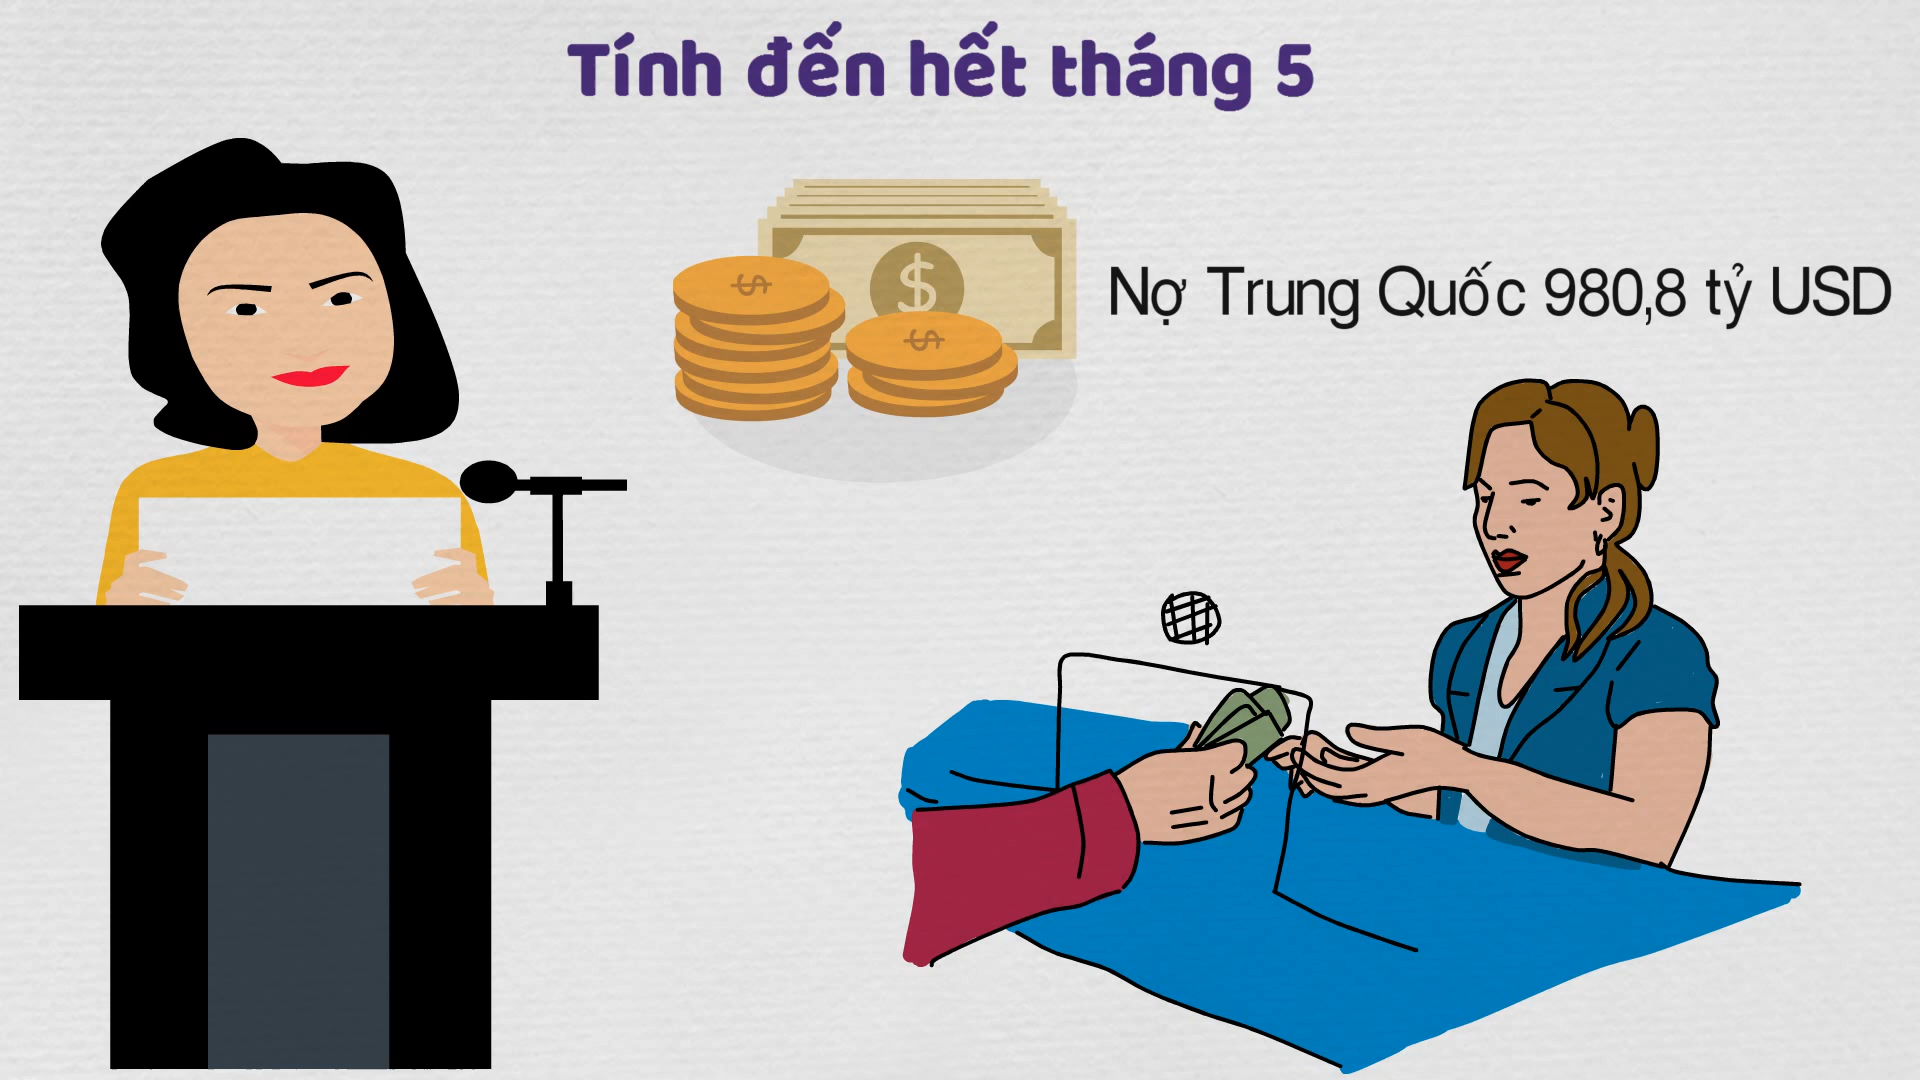 Tính đến hết tháng 5
Nợ Trung Quốc 980,8 tỷ USD